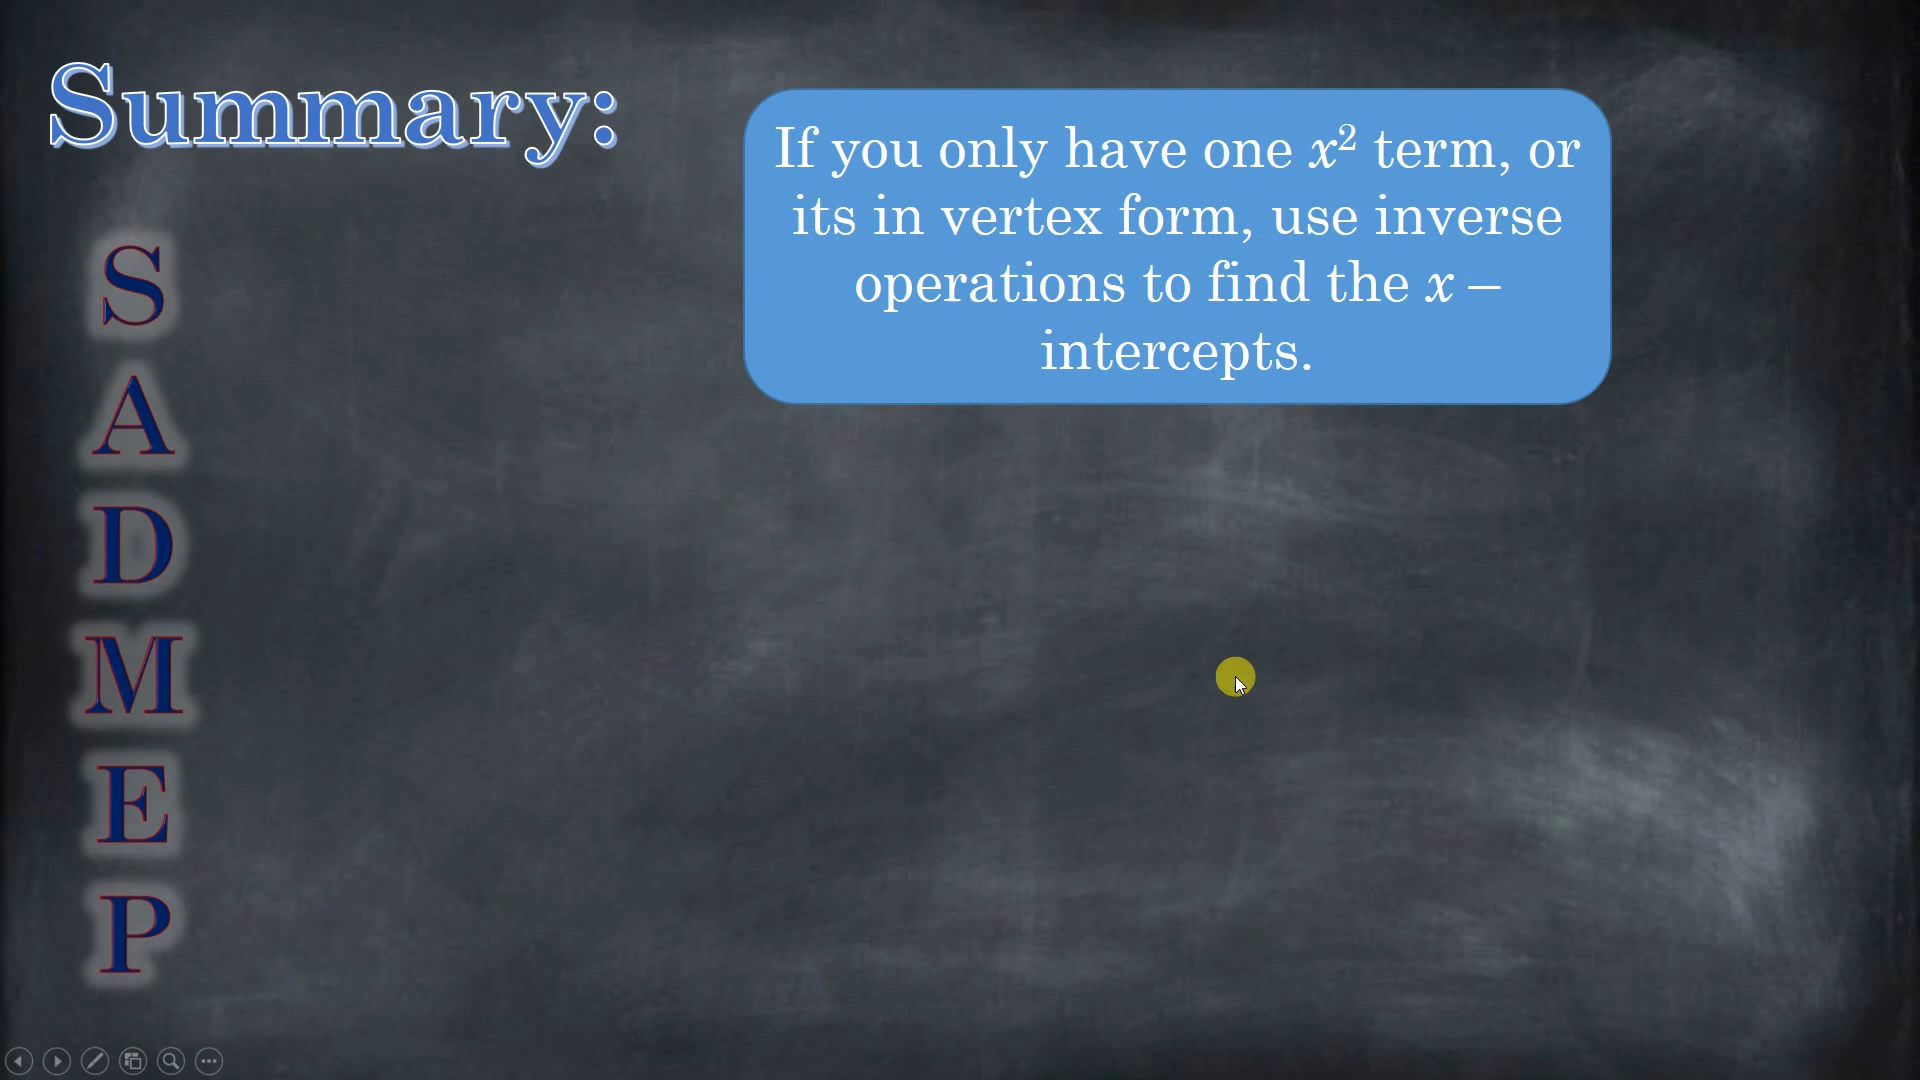 Summary:
If you only have one x² term, or
its in vertex form, use inverse
operations to find the x –
intercepts.
S
A
D
M
E
P